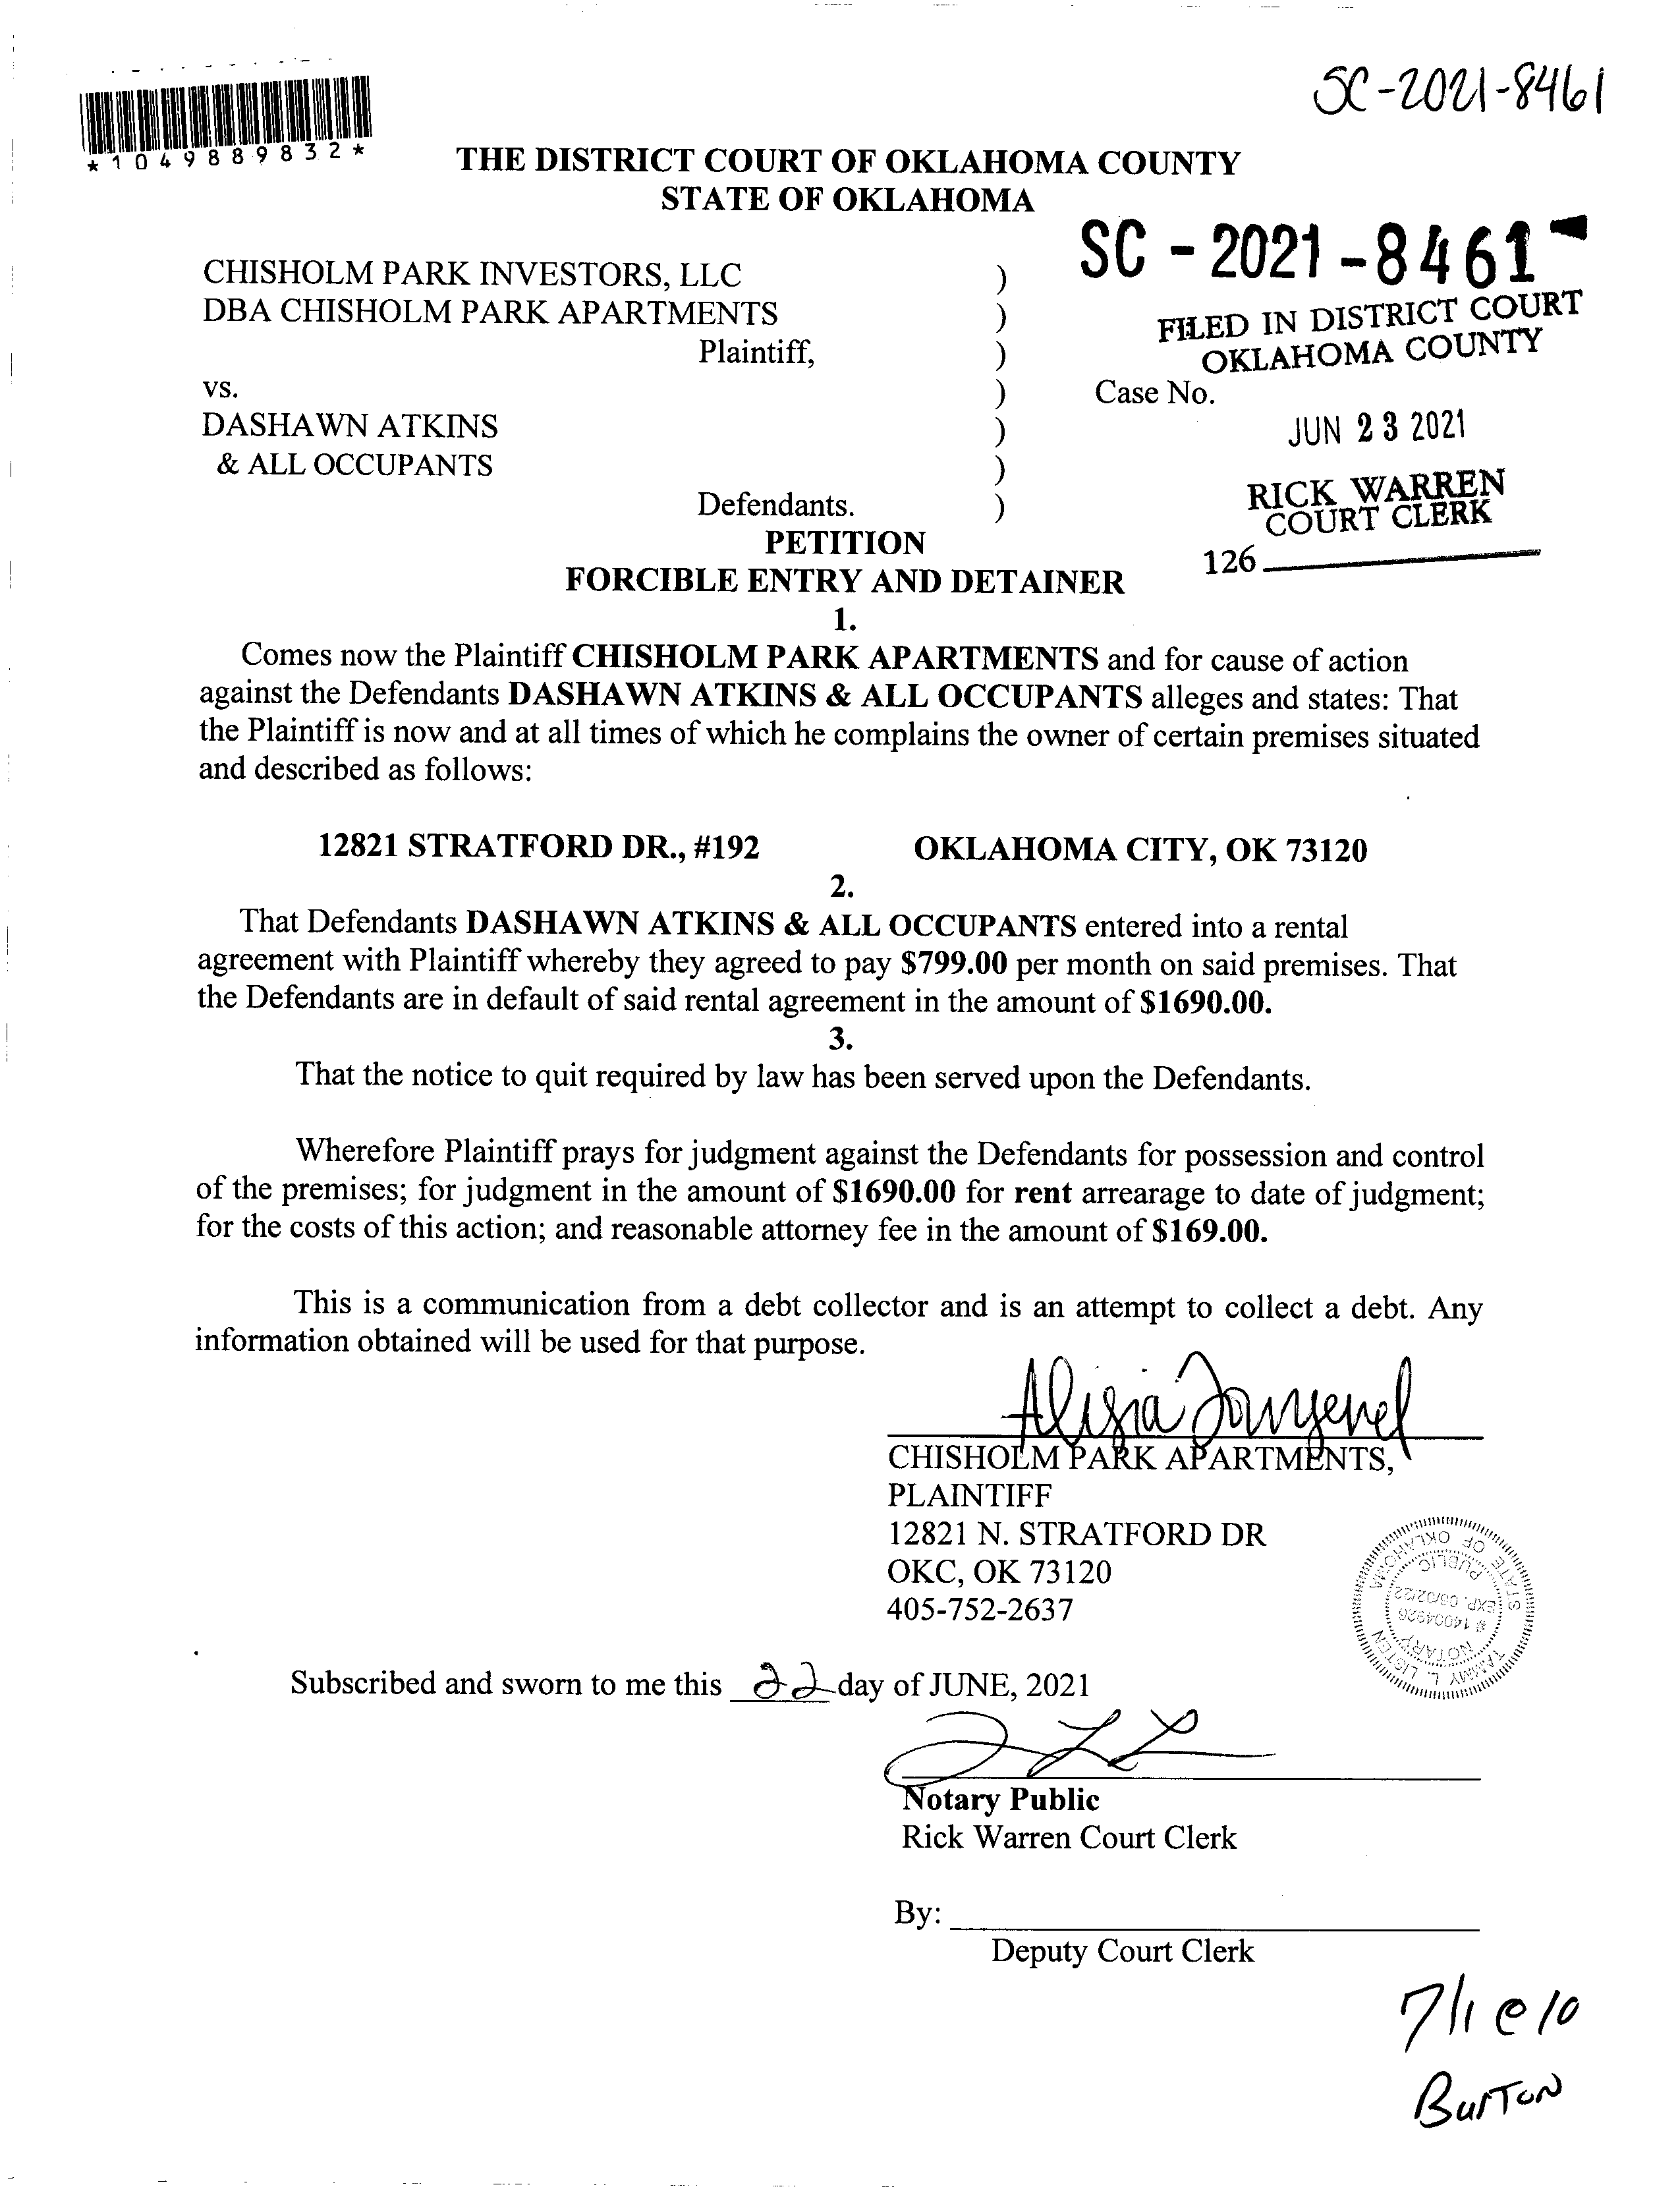 SC-2021-8461
*1049889832*
THE DISTRICT COURT OF OKLAHOMA COUNTY
STATE OF OKLAHOMA
SC - 2021 - 8461
CHISHOLM PARK INVESTORS, LLC )
DBA CHISHOLM PARK APARTMENTS )
FILED IN DISTRICT COURT
OKLAHOMA COUNTY
Plaintiff, )
vs. ) Case No.
DASHAWN ATKINS )
JUN 23 2021
& ALL OCCUPANTS )
RICK WARREN
COURT CLERK
Defendants. )
126
PETITION
FORCIBLE ENTRY AND DETAINER
1.
Comes now the Plaintiff CHISHOLM PARK APARTMENTS and for cause of action
against the Defendants DASHAWN ATKINS & ALL OCCUPANTS alleges and states: That
the Plaintiff is now and at all times of which he complains the owner of certain premises situated
and described as follows:
12821 STRATFORD DR., #192 OKLAHOMA CITY, OK 73120
2.
That Defendants DASHAWN ATKINS & ALL OCCUPANTS entered into a rental
agreement with Plaintiff whereby they agreed to pay $799.00 per month on said premises. That
the Defendants are in default of said rental agreement in the amount of $1690.00.
3.
That the notice to quit required by law has been served upon the Defendants.
Wherefore Plaintiff prays for judgment against the Defendants for possession and control
of the premises; for judgment in the amount of $1690.00 for rent arrearage to date of judgment;
for the costs of this action; and reasonable attorney fee in the amount of $169.00.
This is a communication from a debt collector and is an attempt to collect a debt. Any
information obtained will be used for that purpose.
CHISHOLM PARK APARTMENTS,
PLAINTIFF
12821 N. STRATFORD DR
OKC, OK 73120
405-752-2637
TAMMY L. LISTEN
NOTARY
# 14004926
PUBLIC
STATE OF OKLAHOMA
Subscribed and sworn to me this 22 day of JUNE, 2021
Notary Public
Rick Warren Court Clerk
By:
Deputy Court Clerk
7/1 @ 10
Burton